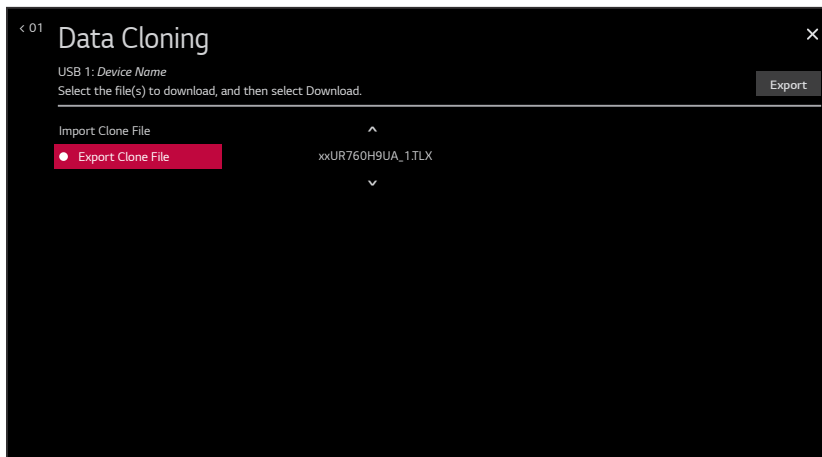 < 01
Data Cloning
USB 1: Device Name
Select the file(s) to download, and then select Download.
Export
Import Clone File
Export Clone File
xxUR760H9UA_1.TLX